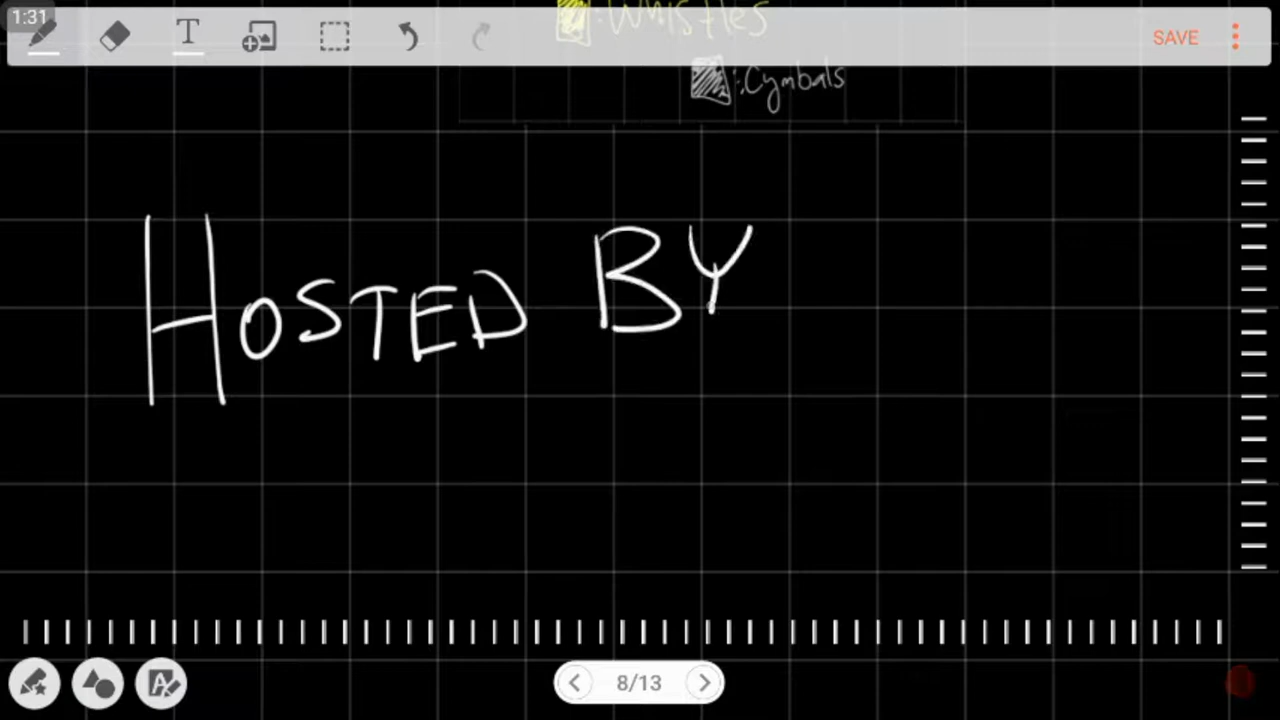 1:31
: Whistles
T
SAVE
: Cymbals
HOSTED BY
A
8/13